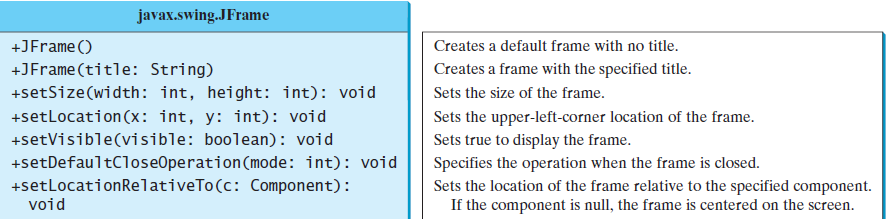 javax.swing.JFrame
+JFrame()
+JFrame(title: String)
+setSize(width: int, height: int): void
+setLocation(x: int, y: int): void
+setVisible(visible: boolean): void
+setDefaultCloseOperation(mode: int): void
+setLocationRelativeTo(c: Component):
void
Creates a default frame with no title.
Creates a frame with the specified title.
Sets the size of the frame.
Sets the upper-left-corner location of the frame.
Sets true to display the frame.
Specifies the operation when the frame is closed.
Sets the location of the frame relative to the specified component.
If the component is null, the frame is centered on the screen.